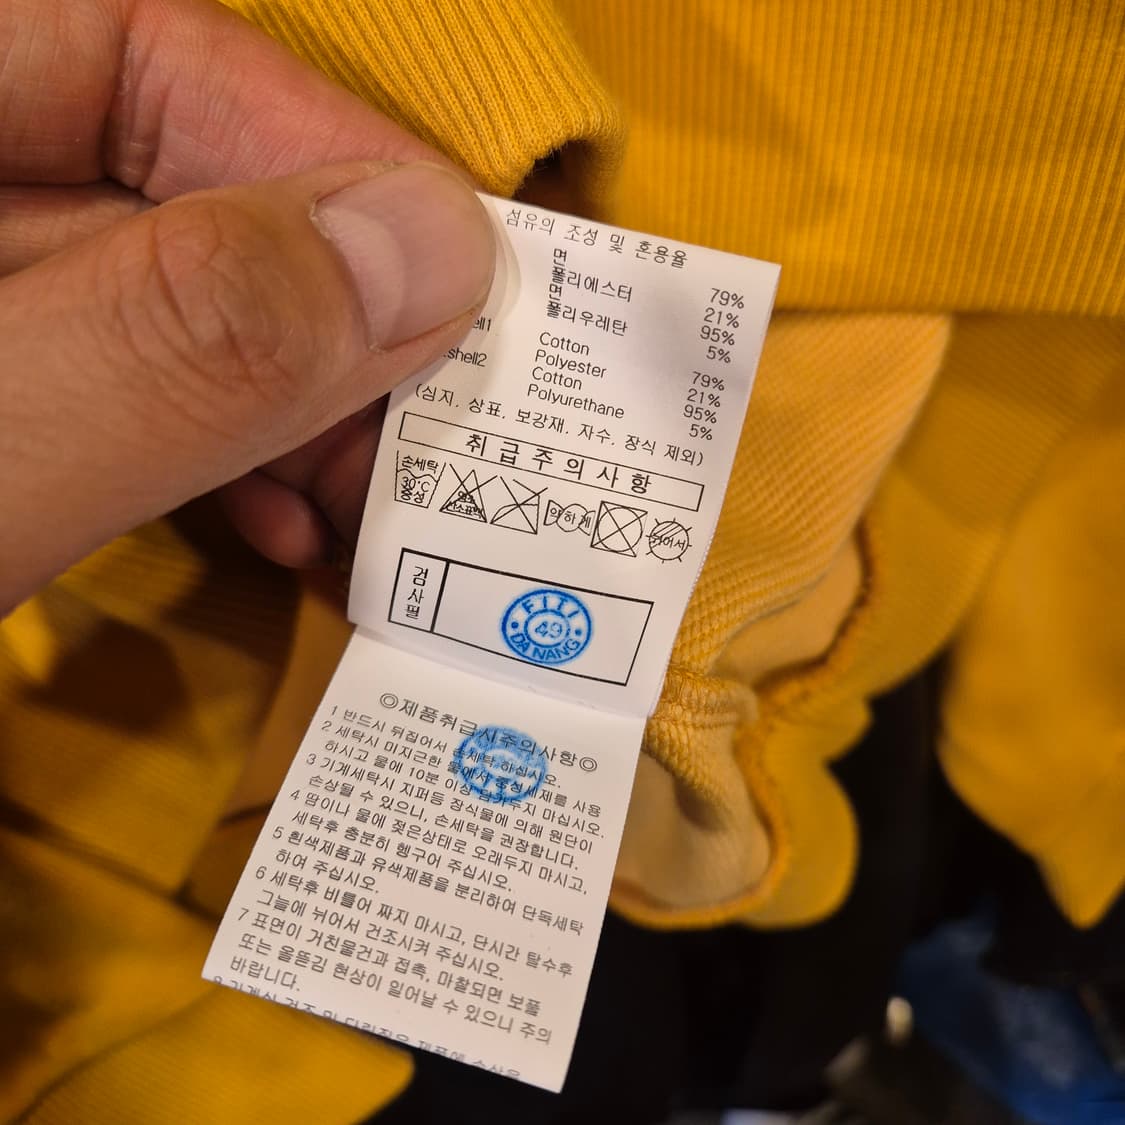 섬유의 조성 및 혼용율
면 79%
폴리에스터 21%
면 95%
폴리우레탄 5%
Cotton 79%
shell2 Polyester 21%
Cotton 95%
Polyurethane 5%
(심지, 상표, 보강재, 자수, 장식 제외)
취급주의사항
손세탁
30°C
중성
약하게
뉘어서
검사필
FITI
49
DA NANG
◎제품취급시주의사항◎
1 반드시 뒤집어서 손세탁 하십시오.
2 세탁시 미지근한 물에서 중성세제를 사용
하시고 물에 10분 이상 담가두지 마십시오.
3 기계세탁시 지퍼등 장식물에 의해 원단이
손상될 수 있으니, 손세탁을 권장합니다.
4 땀이나 물에 젖은상태로 오래두지 마시고,
세탁후 충분히 헹구어 주십시오.
5 흰색제품과 유색제품을 분리하여 단독세탁
하여 주십시오.
6 세탁후 비틀어 짜지 마시고, 단시간 탈수후
그늘에 뉘어서 건조시켜 주십시오.
7 표면이 거친물건과 접촉, 마찰되면 보풀
또는 올뜯김 현상이 일어날 수 있으니 주의
바랍니다.